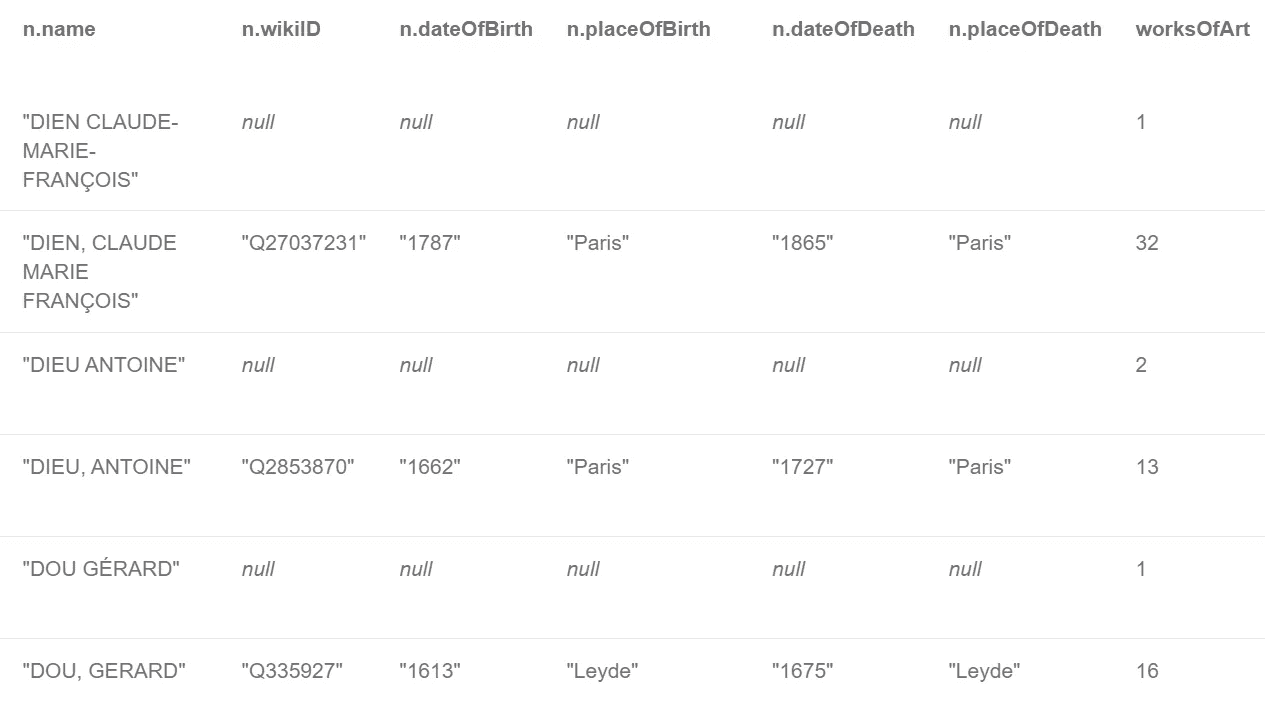 n.name n.wikiID n.dateOfBirth n.placeOfBirth n.dateOfDeath n.placeOfDeath worksOfArt
"DIEN CLAUDE- null null null null null 1
MARIE-
FRANÇOIS"
"DIEN, CLAUDE "Q27037231" "1787" "Paris" "1865" "Paris" 32
MARIE
FRANÇOIS"
"DIEU ANTOINE" null null null null null 2
"DIEU, ANTOINE" "Q2853870" "1662" "Paris" "1727" "Paris" 13
"DOU GÉRARD" null null null null null 1
"DOU, GERARD" "Q335927" "1613" "Leyde" "1675" "Leyde" 16